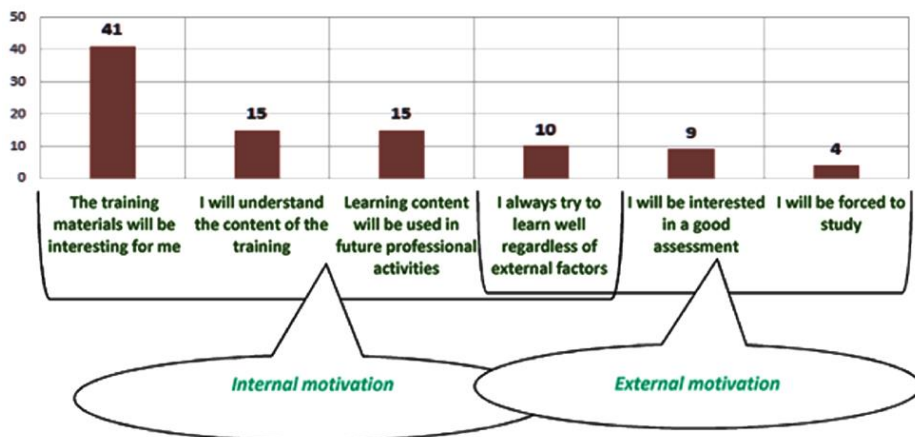 50
40
30
20
10
0
41
15
15
10
9
4
The training
materials will be
interesting for me
I will understand
the content of the
training
Learning content
will be used in
future professional
activities
I always try to
learn well
regardless of
external factors
I will be interested
in a good
assessment
I will be forced to
study
Internal motivation
External motivation